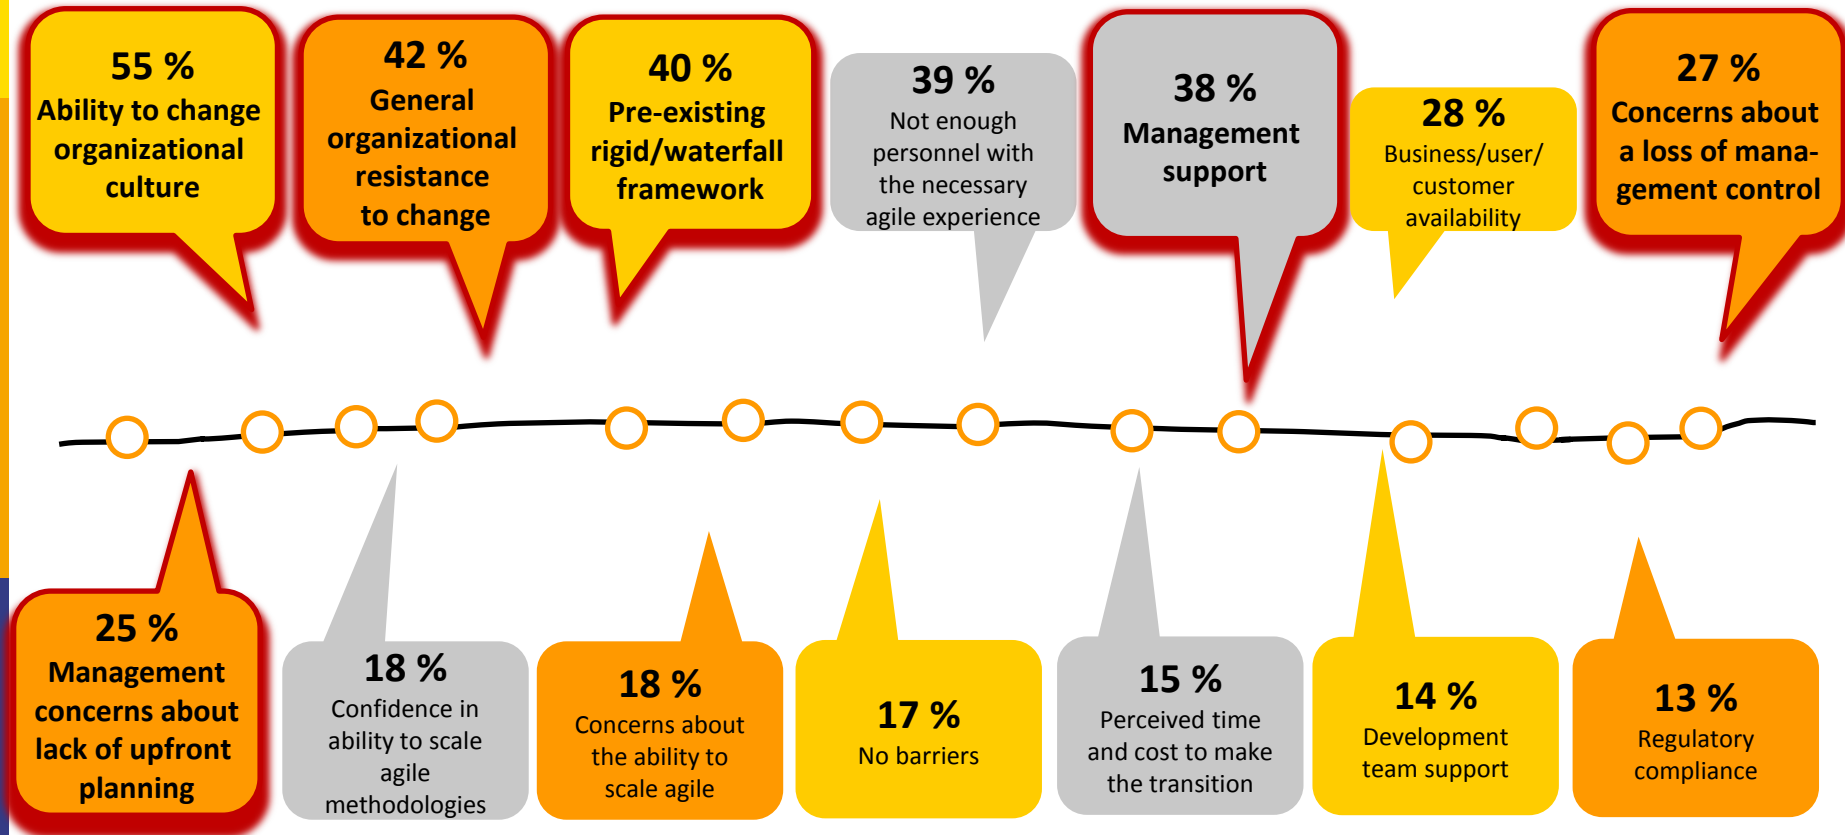 55 %
Ability to change
organizational
culture
42 %
General
organizational
resistance
to change
40 %
Pre-existing
rigid/waterfall
framework
39 %
Not enough
personnel with
the necessary
agile experience
38 %
Management
support
28 %
Business/user/
customer
availability
27 %
Concerns about
a loss of mana-
gement control
25 %
Management
concerns about
lack of upfront
planning
18 %
Confidence in
ability to scale
agile
methodologies
18 %
Concerns about
the ability to
scale agile
17 %
No barriers
15 %
Perceived time
and cost to make
the transition
14 %
Development
team support
13 %
Regulatory
compliance